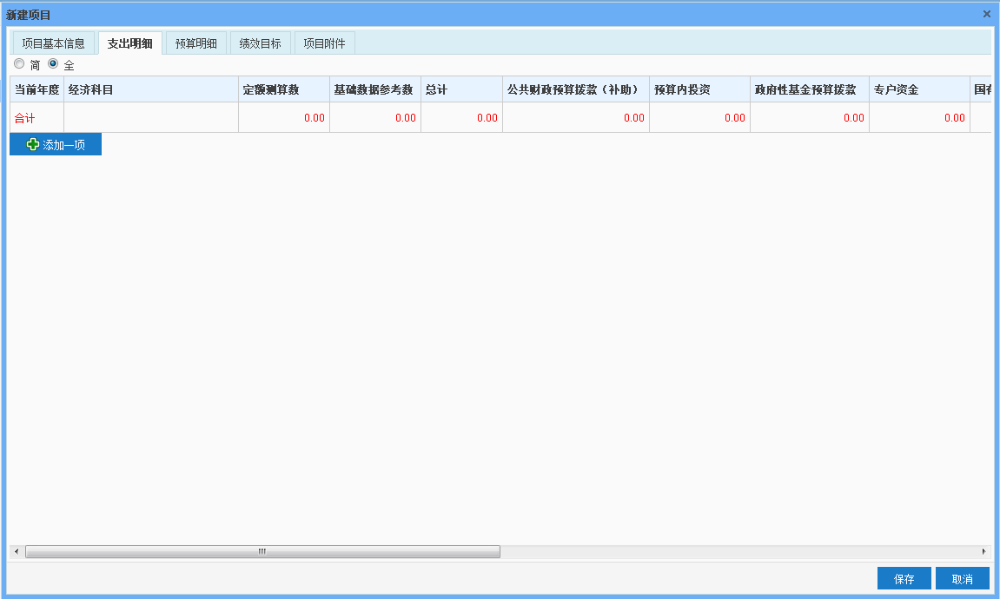 新建项目
项目基本信息 支出明细 预算明细 绩效目标 项目附件
简 全
当前年度 经济科目 定额测算数 基础数据参考数 总计 公共财政预算拨款（补助） 预算内投资 政府性基金预算拨款 专户资金 国有
合计 0.00 0.00 0.00 0.00 0.00 0.00 0.00
添加一项
保存 取消